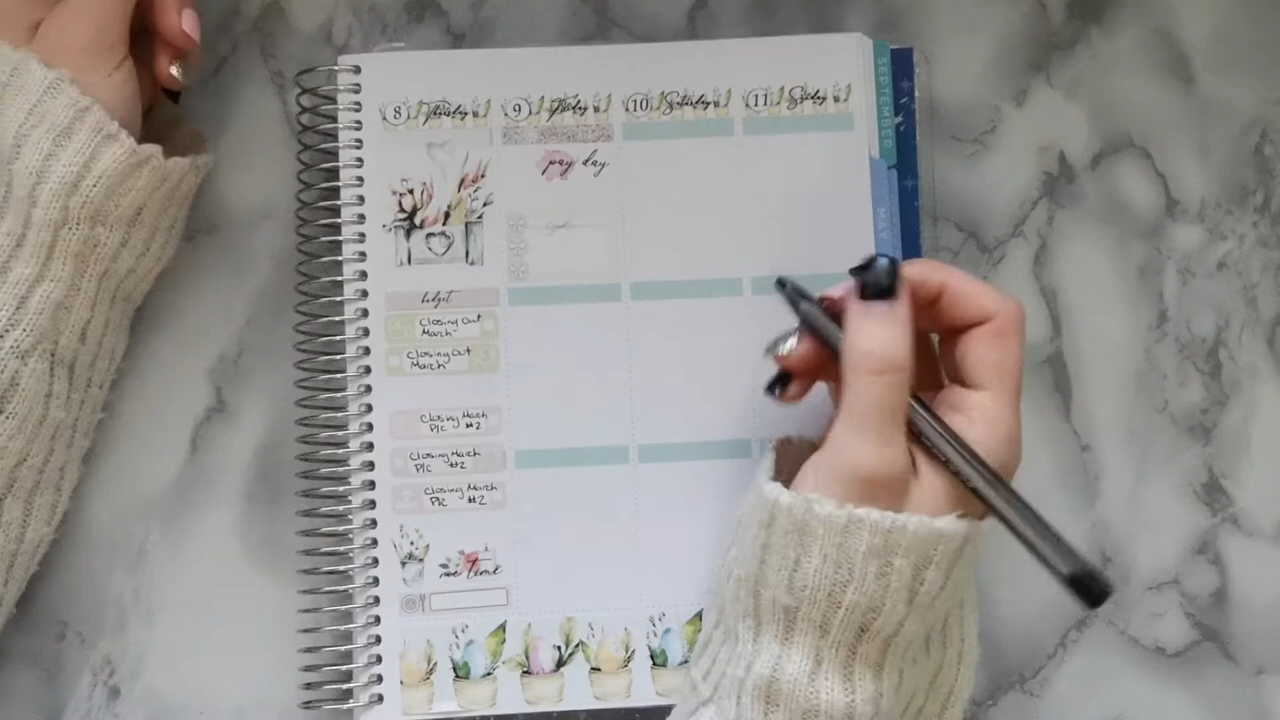 8 Thursday 9 Friday 10 Saturday 11 Sunday
pay day
budget
Closing Out
March
Closing Out
March
Closing March
P/C #2
Closing March
P/C #2
Closing March
P/C #2
me time
SEPTEMBER
MAY